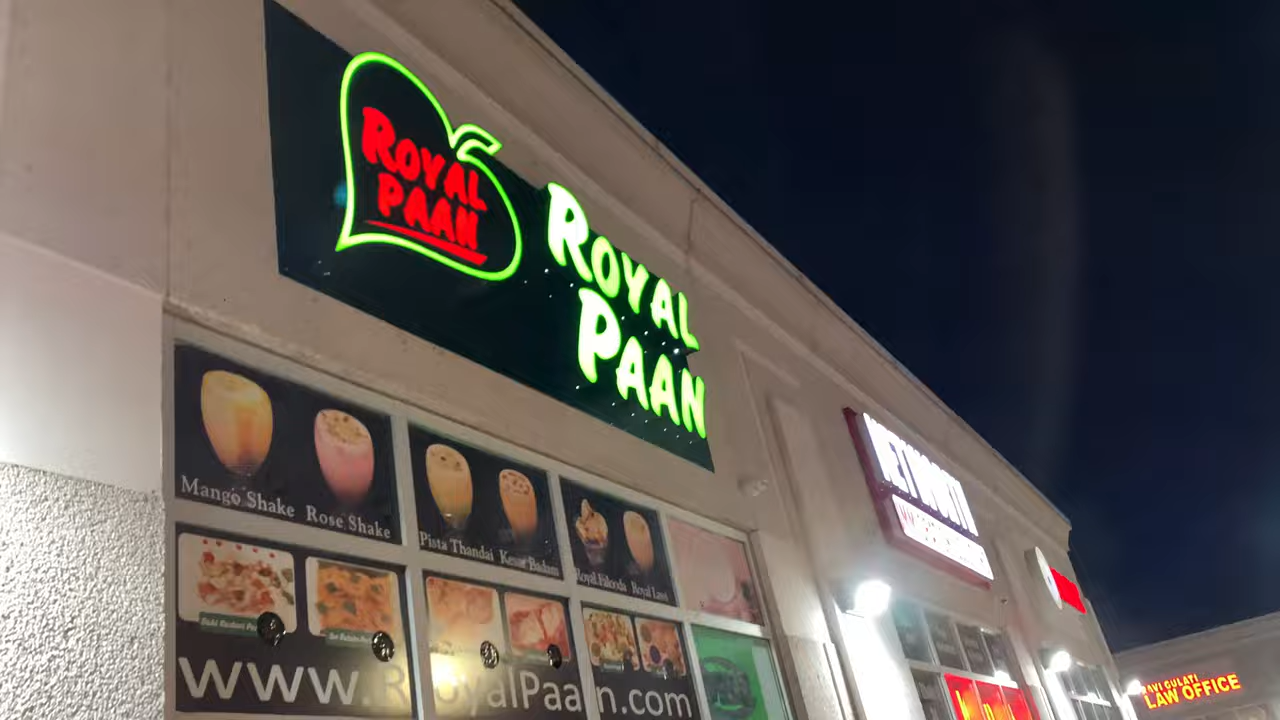 ROYAL
PAAN
ROYAL
PAAN
Mango Shake Rose Shake
Pista Thandai Kesar Badam
Royal Falooda Royal Lassi
www.RoyalPaan.com
NETWORK
LAW OFFICE